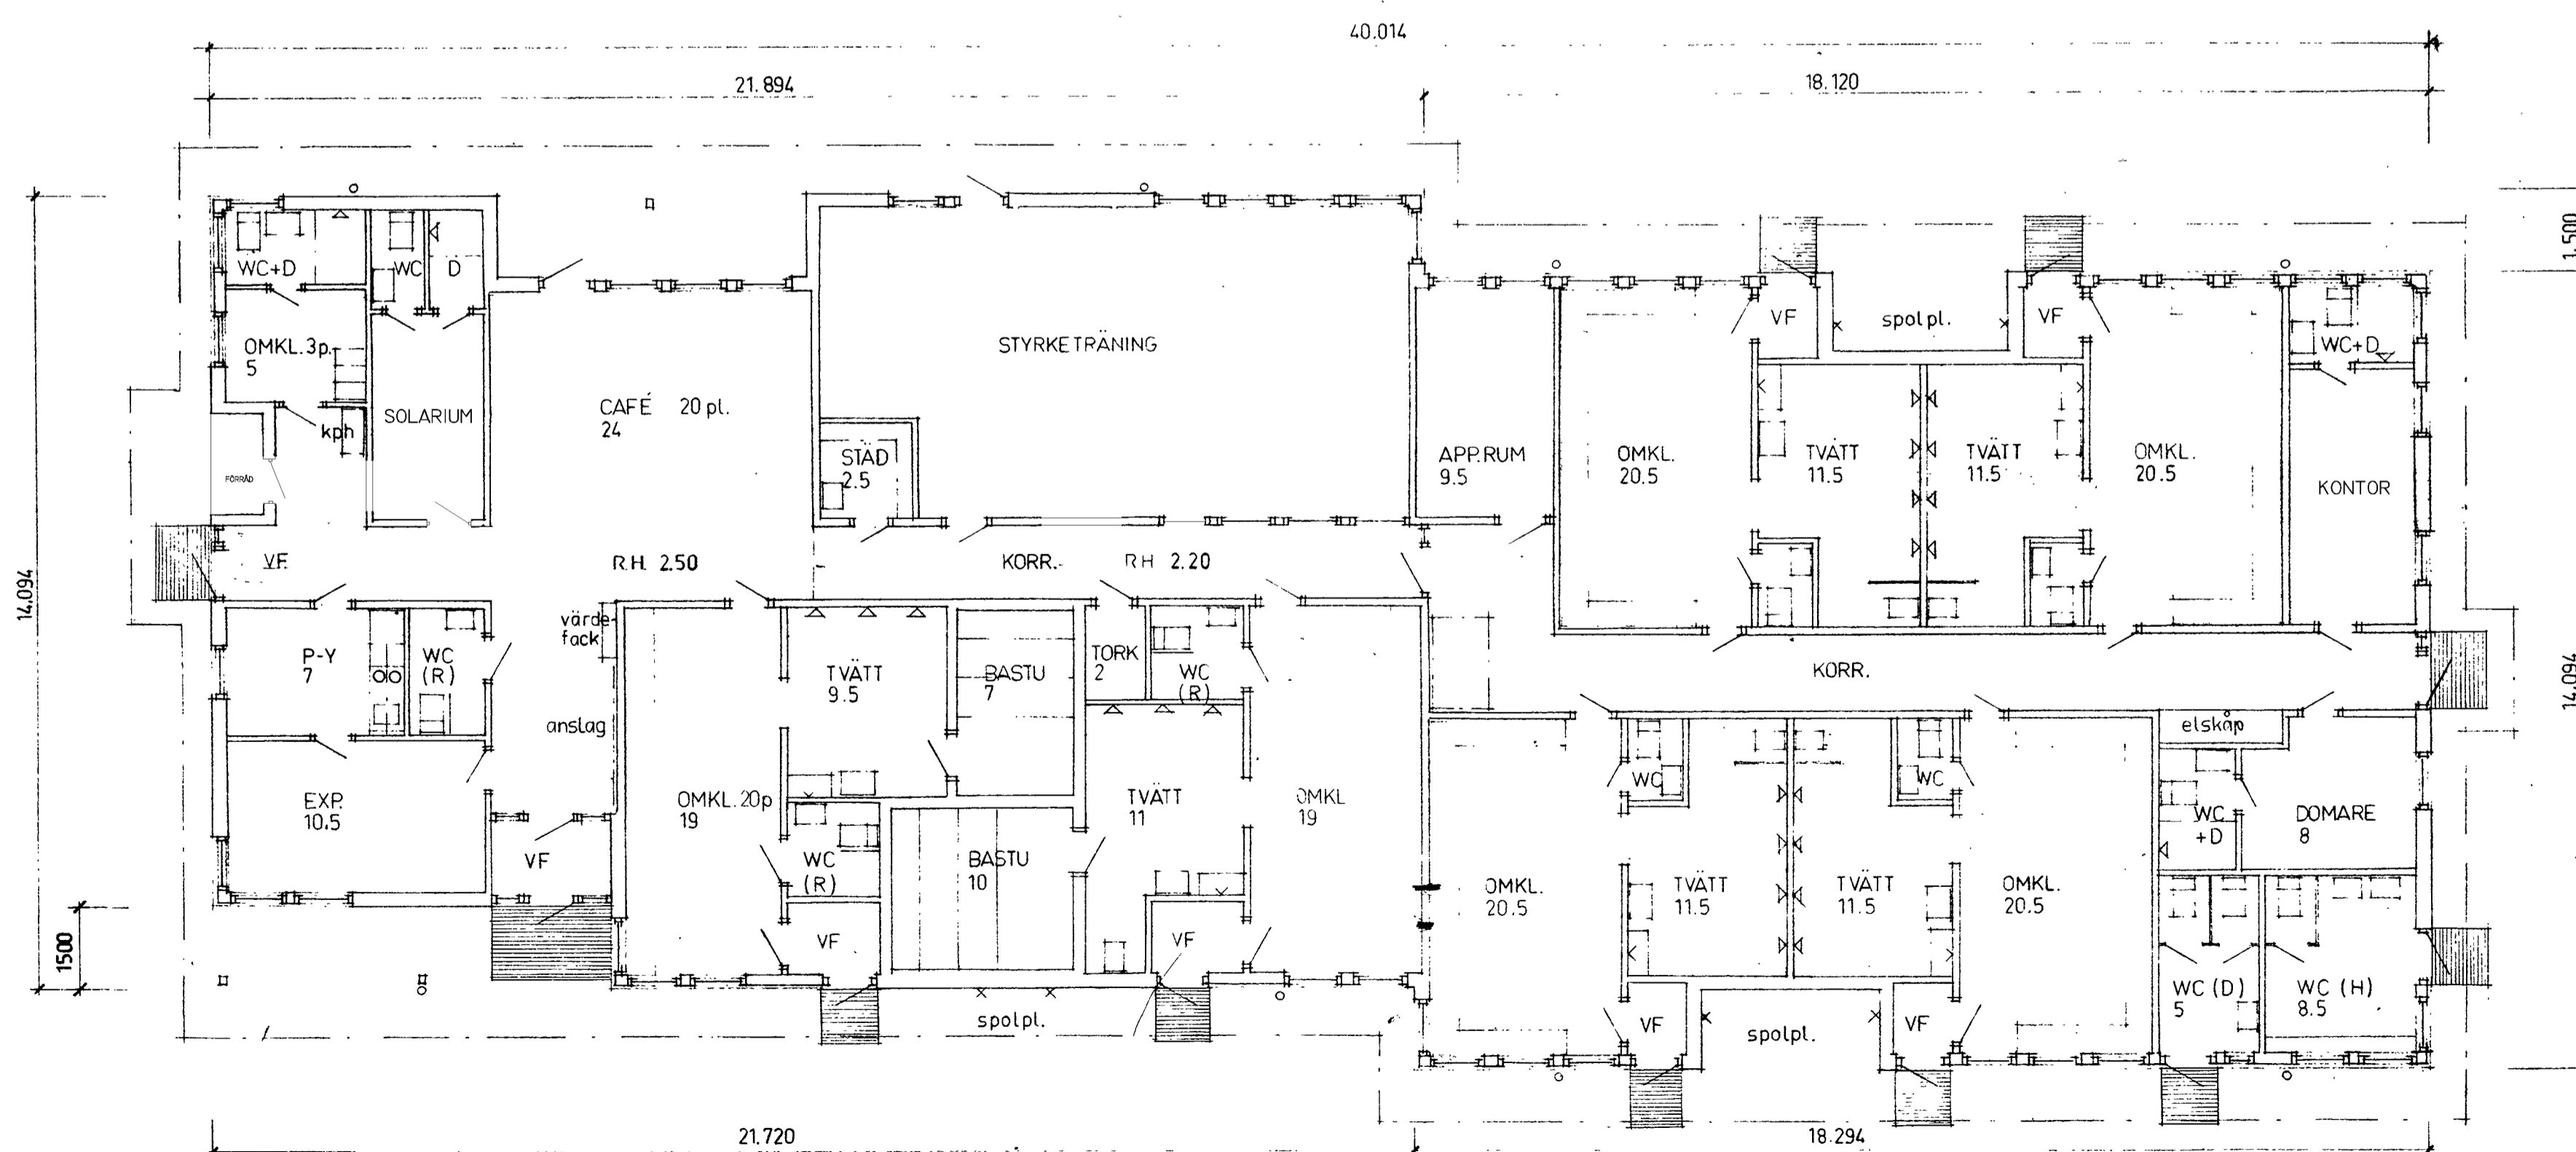 40.014
21.894
18.120
1.500
WC+D
WC
D
OMKL.3p.
5
kph
SOLARIUM
FÖRRÅD
VF
CAFÉ 20 pl.
24
STYRKETRÄNING
STÄD
2.5
APP.RUM
9.5
OMKL.
20.5
VF
spolpl.
VF
TVÄTT
11.5
TVÄTT
11.5
OMKL.
20.5
WC+D
KONTOR
R.H. 2.50
KORR.
RH 2.20
14.094
1500
P-Y
7
WC
(R)
värde-
fack
anslag
EXP.
10.5
VF
OMKL.20p
19
TVÄTT
9.5
BASTU
7
TORK
2
WC
(R)
WC
(R)
VF
BASTU
10
TVÄTT
11
VF
OMKL
19
spolpl.
KORR.
14.094
OMKL.
20.5
WC
TVÄTT
11.5
TVÄTT
11.5
WC
OMKL.
20.5
VF
spolpl.
VF
elskåp
WC
+D
DOMARE
8
WC (D)
5
WC (H)
8.5
21.720
18.294